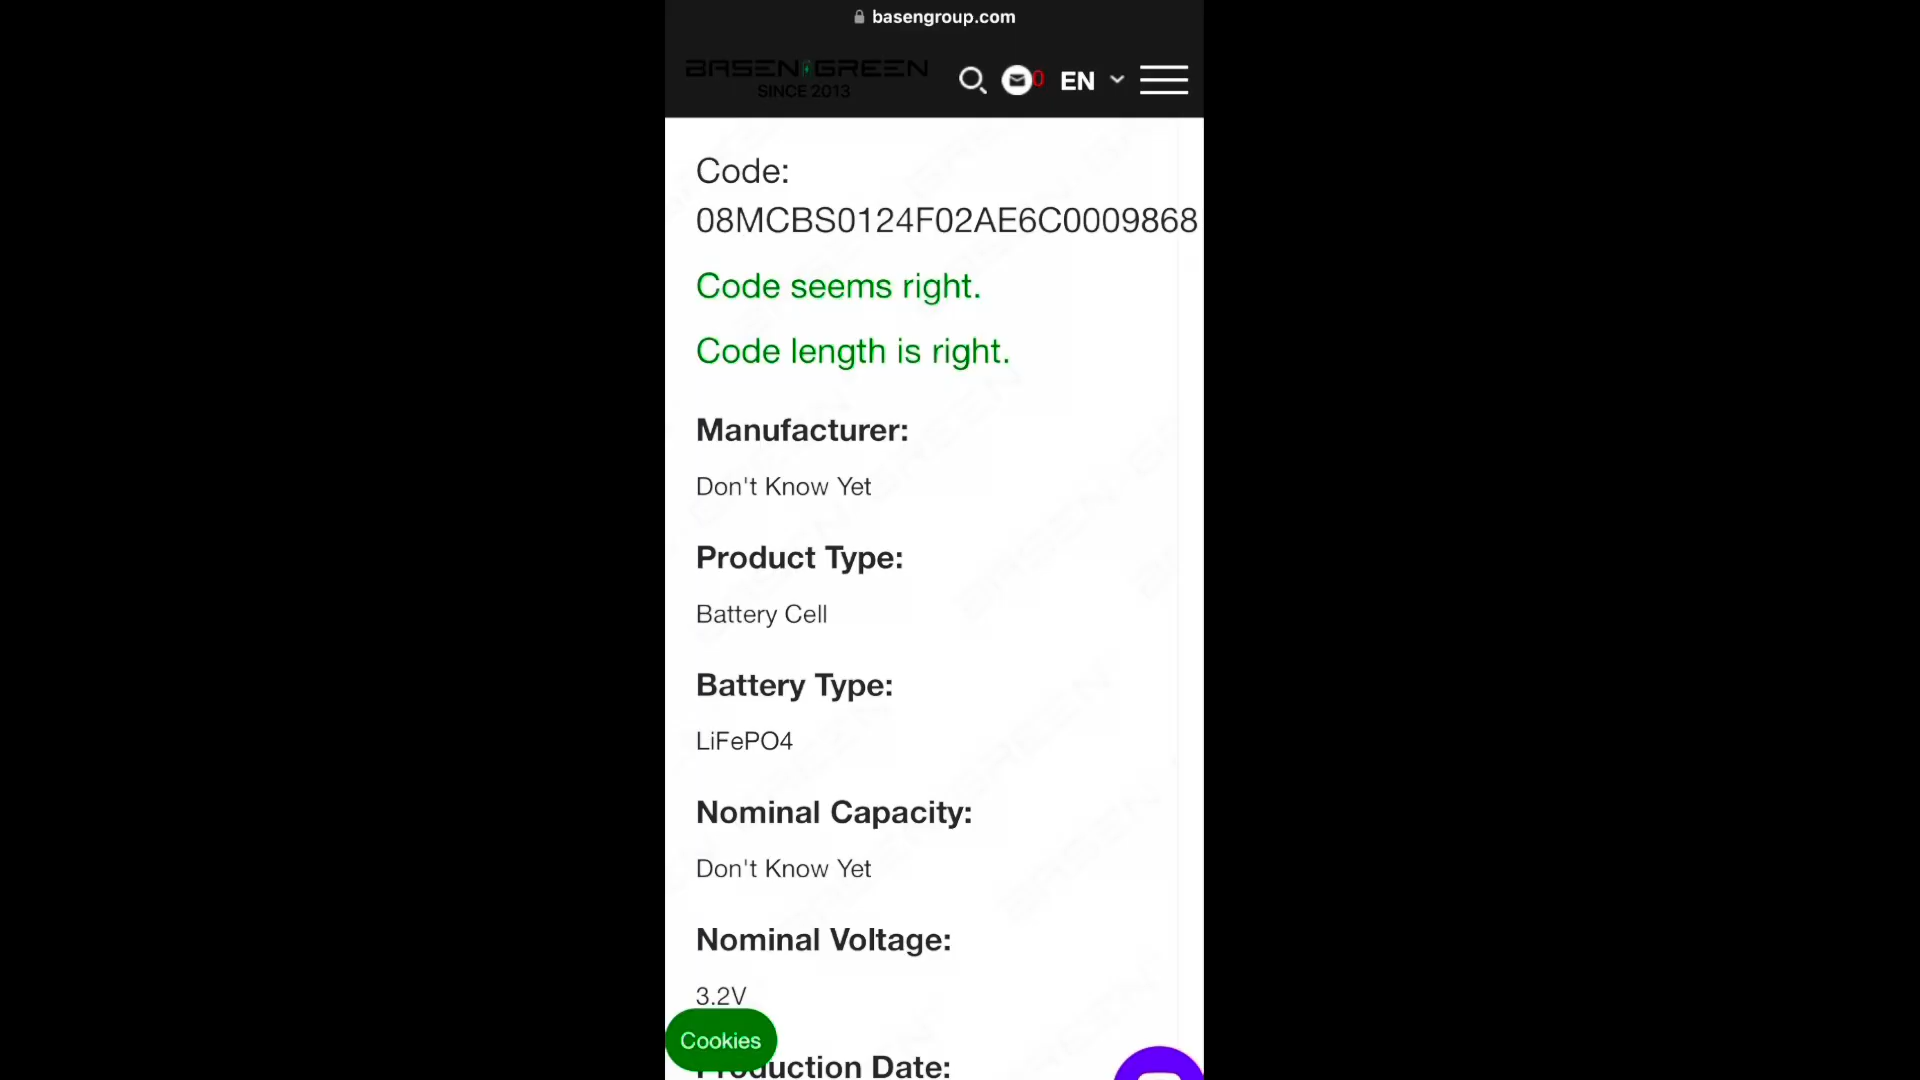 basengroup.com
BASEN GREEN
SINCE 2013
0
EN
Code:
08MCBS0124F02AE6C0009868
Code seems right.
Code length is right.
Manufacturer:
Don't Know Yet
Product Type:
Battery Cell
Battery Type:
LiFePO4
Nominal Capacity:
Don't Know Yet
Nominal Voltage:
3.2V
Cookies
Production Date: